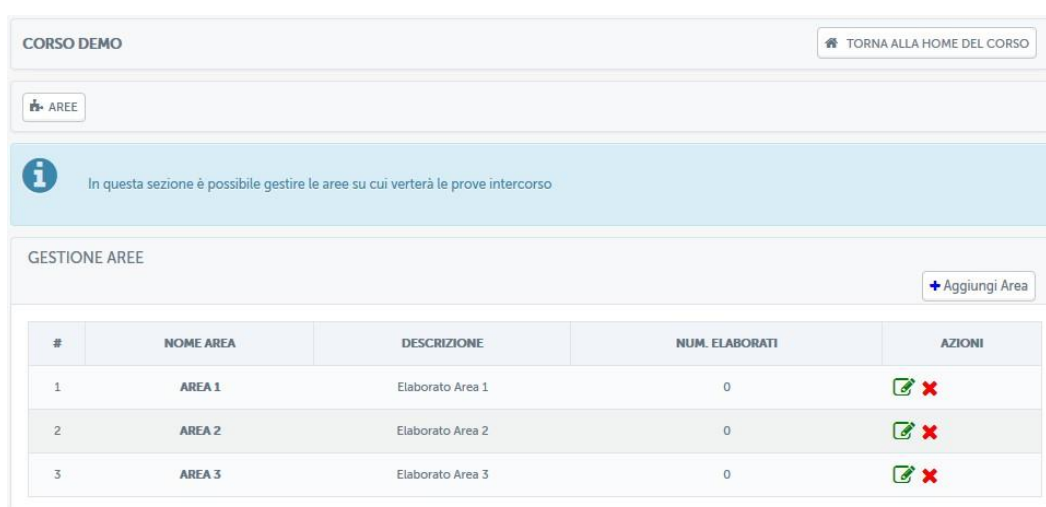 CORSO DEMO
TORNA ALLA HOME DEL CORSO
AREE
In questa sezione è possibile gestire le aree su cui verterà le prove intercorso
GESTIONE AREE
+ Aggiungi Area
# NOME AREA DESCRIZIONE NUM. ELABORATI AZIONI
1 AREA 1 Elaborato Area 1 0
2 AREA 2 Elaborato Area 2 0
3 AREA 3 Elaborato Area 3 0